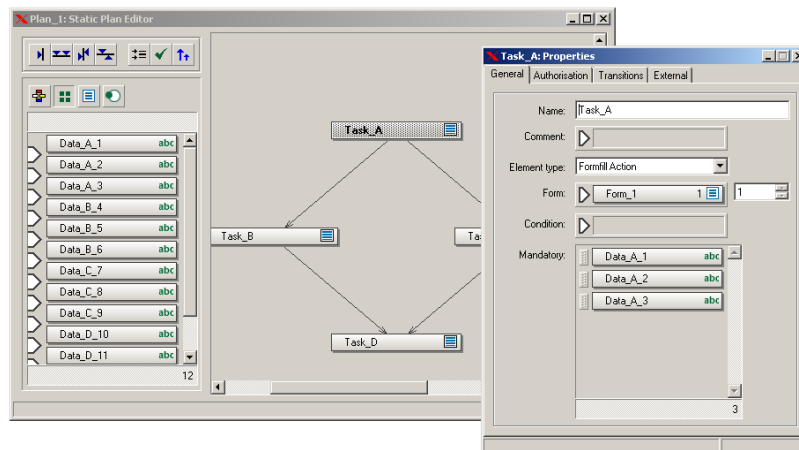 Plan_1: Static Plan Editor
Data_A_1 abc
Data_A_2 abc
Data_A_3 abc
Data_B_4 abc
Data_B_5 abc
Data_B_6 abc
Data_C_7 abc
Data_C_8 abc
Data_C_9 abc
Data_D_10 abc
Data_D_11 abc
12
Task_A
Task_B
Task_D
Task_A: Properties
General Authorisation Transitions External
Name: Task_A
Comment:
Element type: Formfill Action
Form: Form_1 1 1
Condition:
Mandatory: Data_A_1 abc
Data_A_2 abc
Data_A_3 abc
3